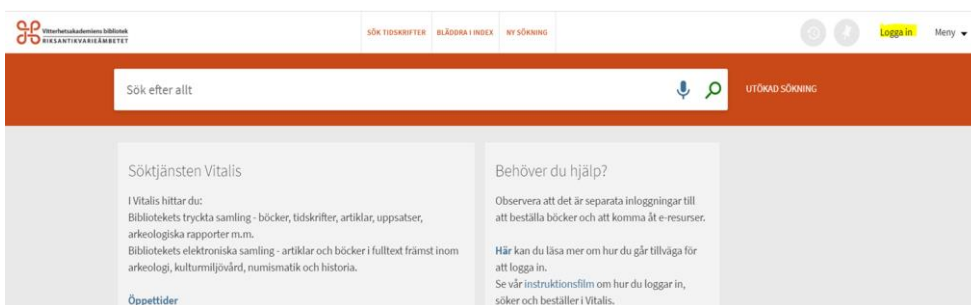 Vitterhetsakademiens bibliotek
RIKSANTIKVARIEÄMBETET
SÖK TIDSKRIFTER BLÄDDRA I INDEX NY SÖKNING
Logga in Meny
Sök efter allt
UTÖKAD SÖKNING
Söktjänsten Vitalis
I Vitalis hittar du:
Bibliotekets tryckta samling - böcker, tidskrifter, artiklar, uppsatser,
arkeologiska rapporter m.m.
Bibliotekets elektroniska samling - artiklar och böcker i fulltext främst inom
arkeologi, kulturmiljövård, numismatik och historia.
Öppettider
Behöver du hjälp?
Observera att det är separata inloggningar till
att beställa böcker och att komma åt e-resurser.
Här kan du läsa mer om hur du går tillväga för
att logga in.
Se vår instruktionsfilm om hur du loggar in,
söker och beställer i Vitalis.